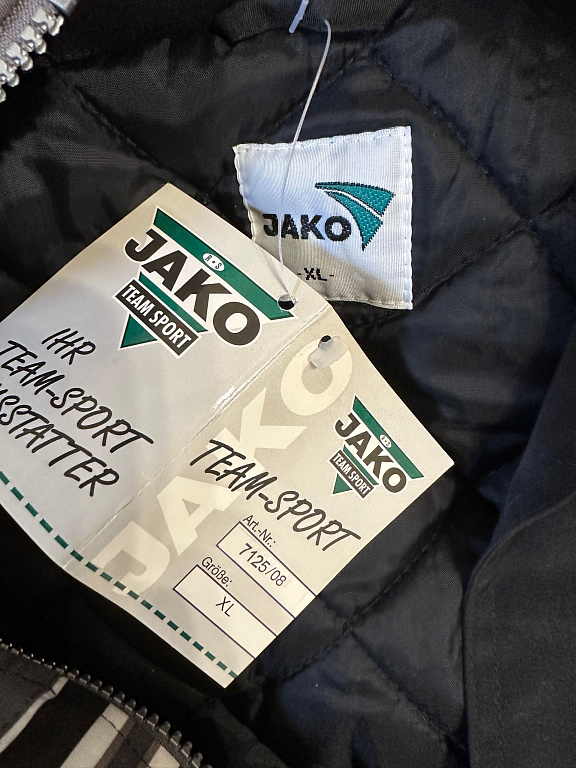 JAKO
-XL-
R·S
JAKO
TEAM SPORT
IHR
TEAM-SPORT
AUSSTATTER
JAKO
R·S
JAKO
TEAM SPORT
TEAM-SPORT
Art.-Nr.:
7125/08
Größe:
XL